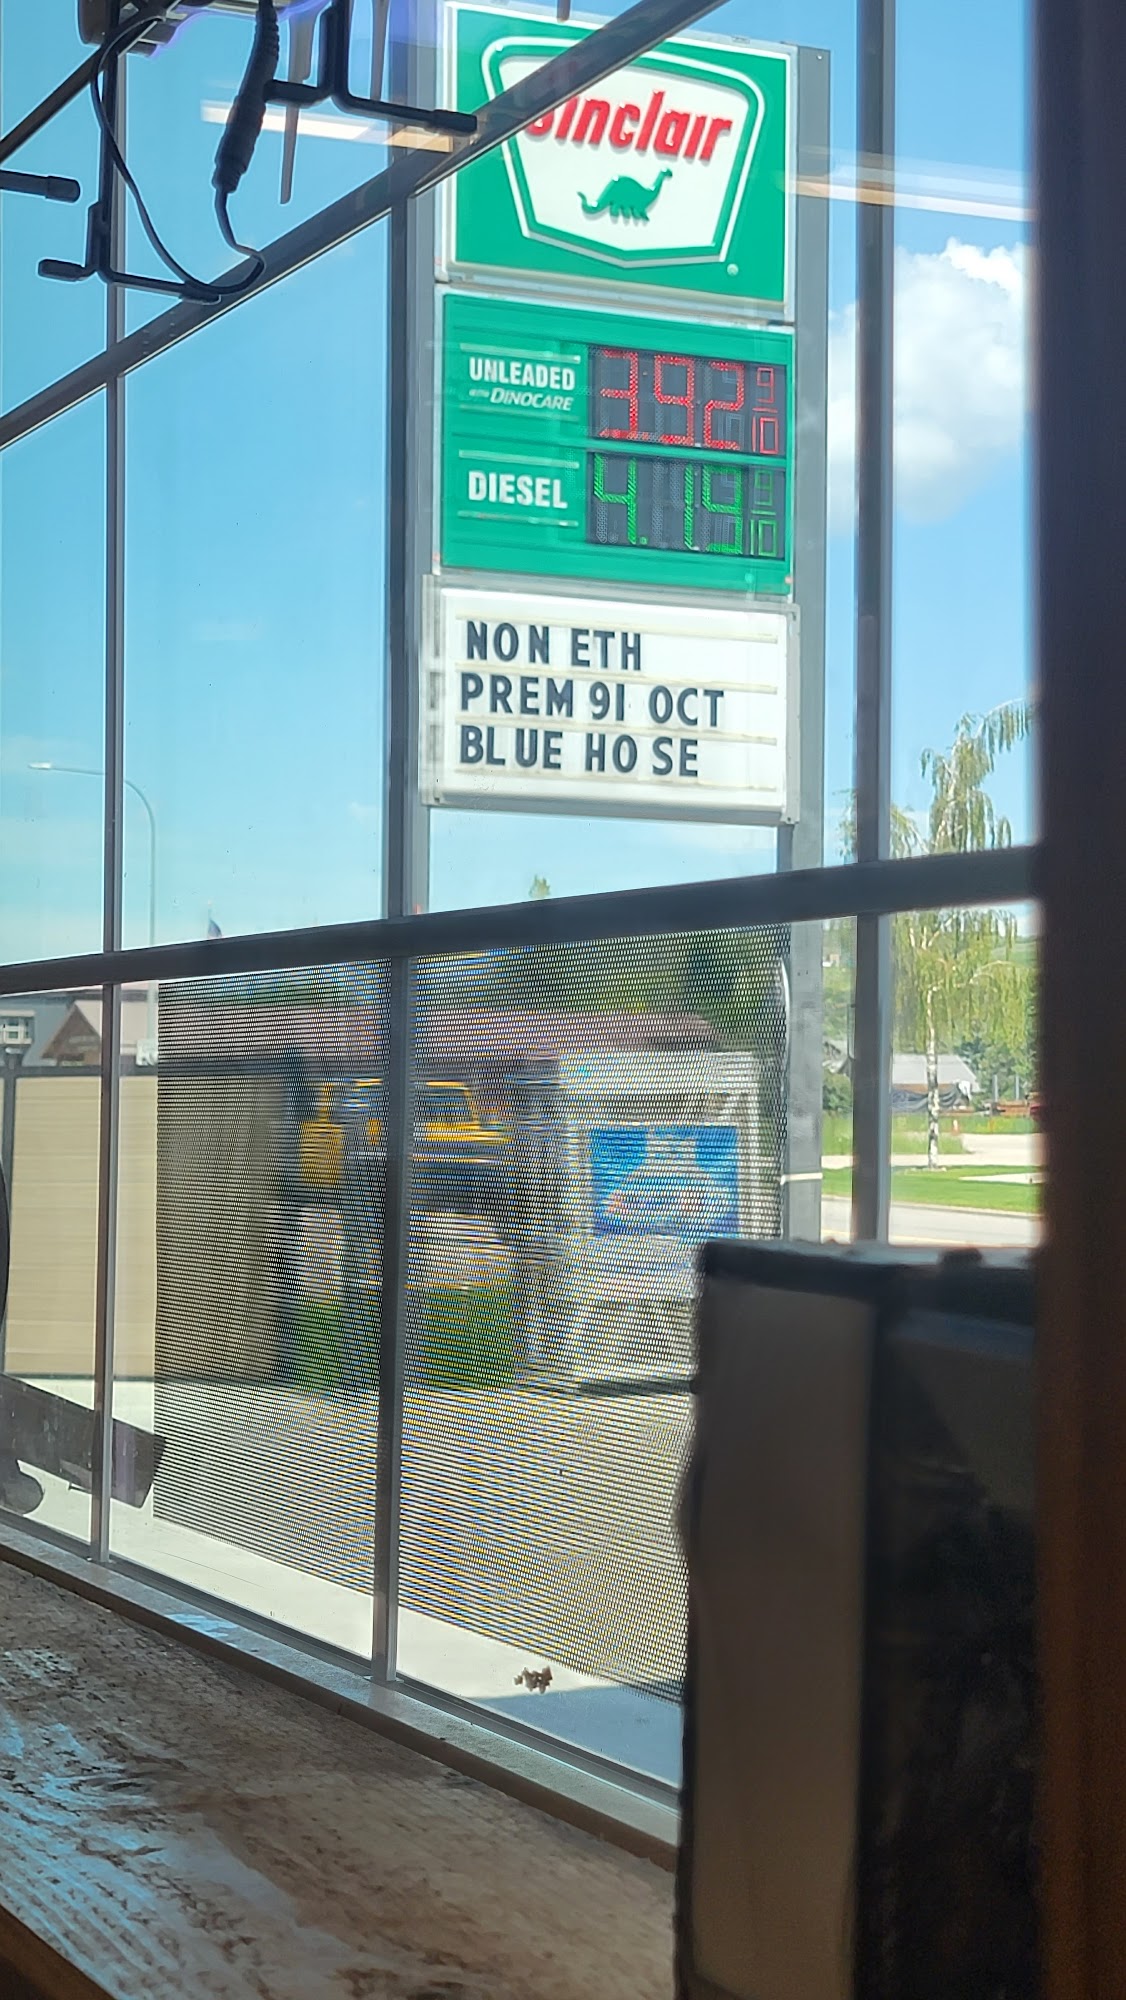 Sinclair
UNLEADED
with DINOCARE
3.92 9/10
DIESEL
4.19 9/10
NON ETH
PREM 91 OCT
BLUE HOSE